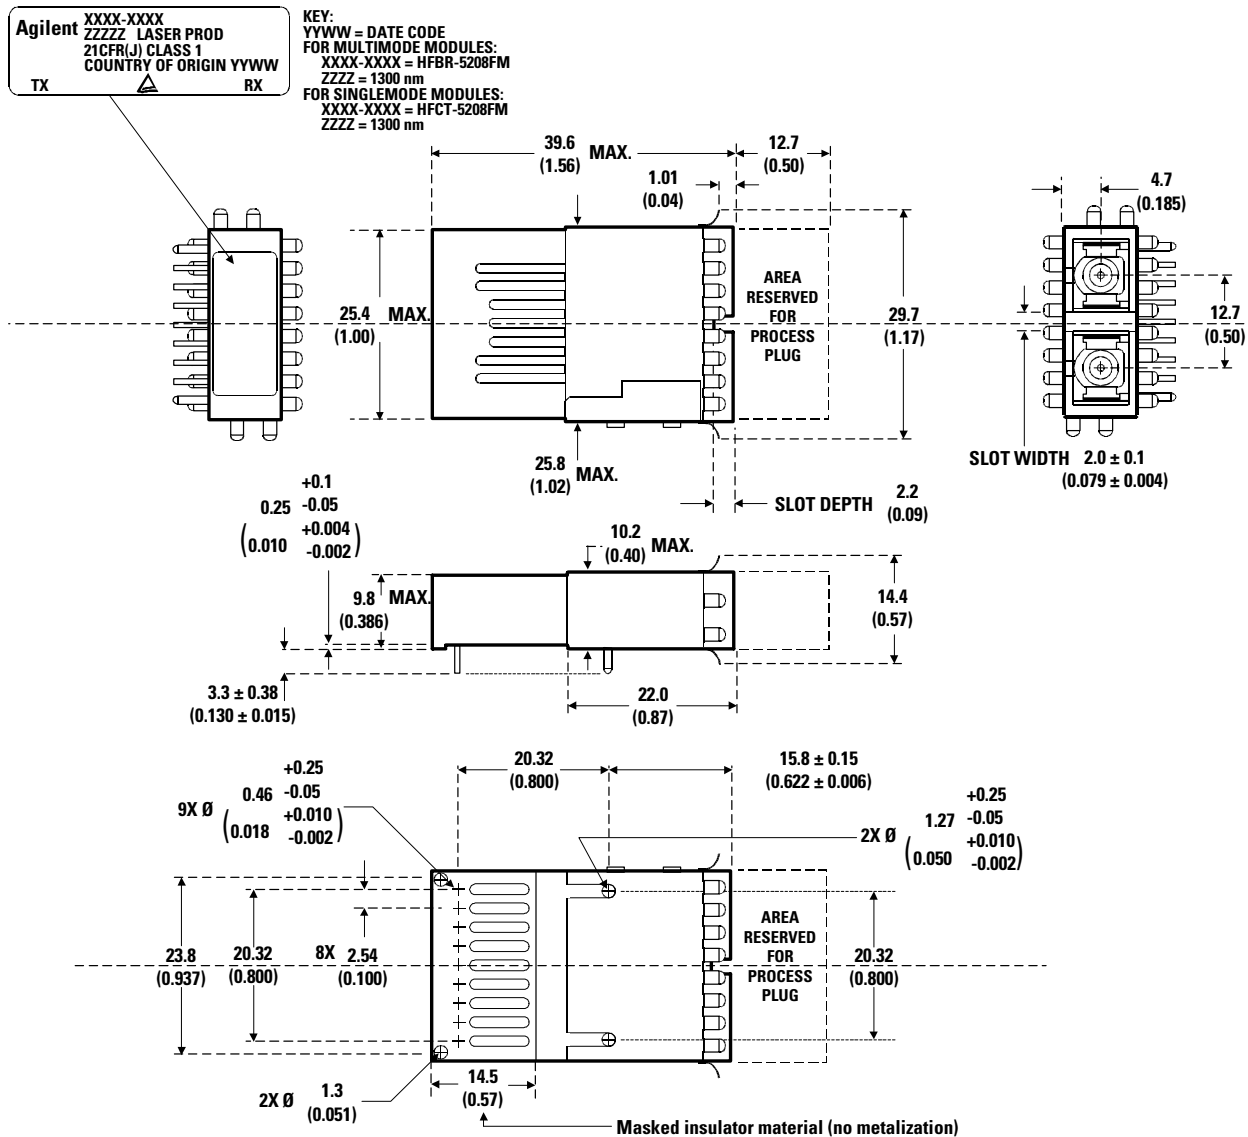 Agilent XXXX-XXXX
ZZZZZ LASER PROD
21CFR(J) CLASS 1
COUNTRY OF ORIGIN YYWW
TX RX
KEY:
YYWW = DATE CODE
FOR MULTIMODE MODULES:
XXXX-XXXX = HFBR-5208FM
ZZZZ = 1300 nm
FOR SINGLEMODE MODULES:
XXXX-XXXX = HFCT-5208FM
ZZZZ = 1300 nm
39.6
(1.56) MAX.
12.7
(0.50)
1.01
(0.04)
4.7
(0.185)
25.4
(1.00) MAX.
AREA
RESERVED
FOR
PROCESS
PLUG
29.7
(1.17)
12.7
(0.50)
25.8
(1.02) MAX.
SLOT DEPTH 2.2
(0.09)
SLOT WIDTH 2.0 ± 0.1
(0.079 ± 0.004)
0.25 +0.1
-0.05
(0.010 +0.004
-0.002)
10.2
(0.40) MAX.
9.8
(0.386) MAX.
14.4
(0.57)
3.3 ± 0.38
(0.130 ± 0.015)
22.0
(0.87)
20.32
(0.800)
15.8 ± 0.15
(0.622 ± 0.006)
9X Ø 0.46 +0.25
-0.05
(0.018 +0.010
-0.002)
2X Ø 1.27 +0.25
-0.05
(0.050 +0.010
-0.002)
23.8
(0.937)
20.32
(0.800)
8X 2.54
(0.100)
AREA
RESERVED
FOR
PROCESS
PLUG
20.32
(0.800)
2X Ø 1.3
(0.051)
14.5
(0.57)
Masked insulator material (no metalization)